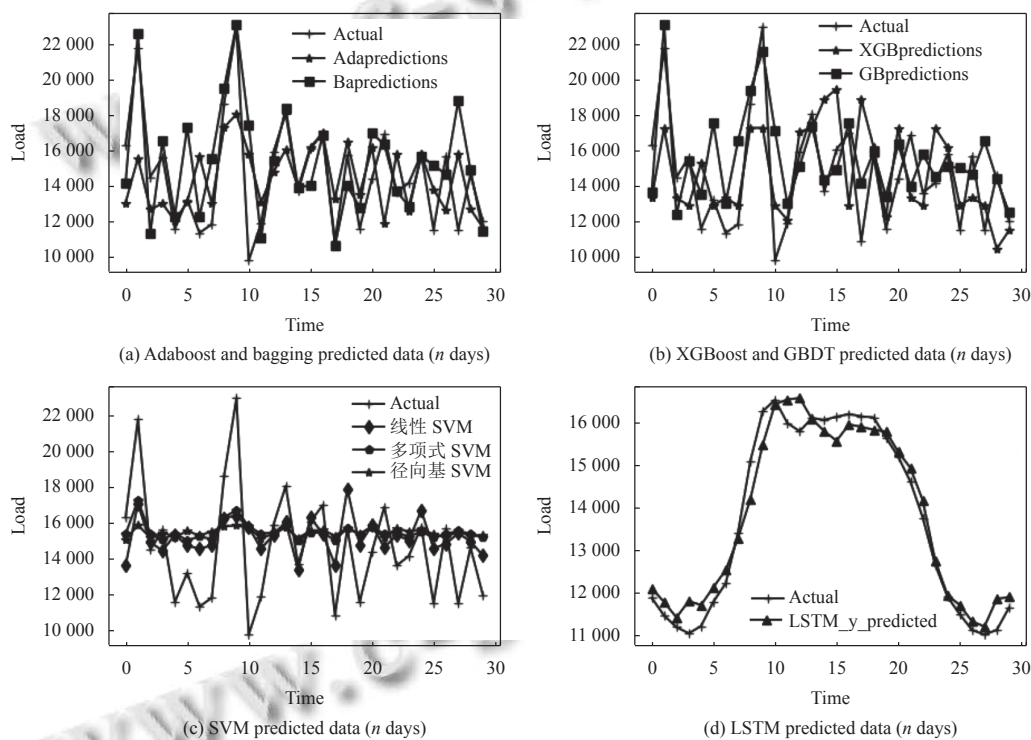 22 000
20 000
18 000
16 000
14 000
12 000
10 000
Load
Actual
Adapredictions
Bapredictions
0 5 10 15 20 25 30
Time
(a) Adaboost and bagging predicted data (n days)
22 000
20 000
18 000
16 000
14 000
12 000
10 000
Load
Actual
XGBpredictions
GBpredictions
0 5 10 15 20 25 30
Time
(b) XGBoost and GBDT predicted data (n days)
22 000
20 000
18 000
16 000
14 000
12 000
10 000
Load
Actual
线性 SVM
多项式 SVM
径向基 SVM
0 5 10 15 20 25 30
Time
(c) SVM predicted data (n days)
16 000
15 000
14 000
13 000
12 000
11 000
Load
Actual
LSTM_y_predicted
0 5 10 15 20 25 30
Time
(d) LSTM predicted data (n days)